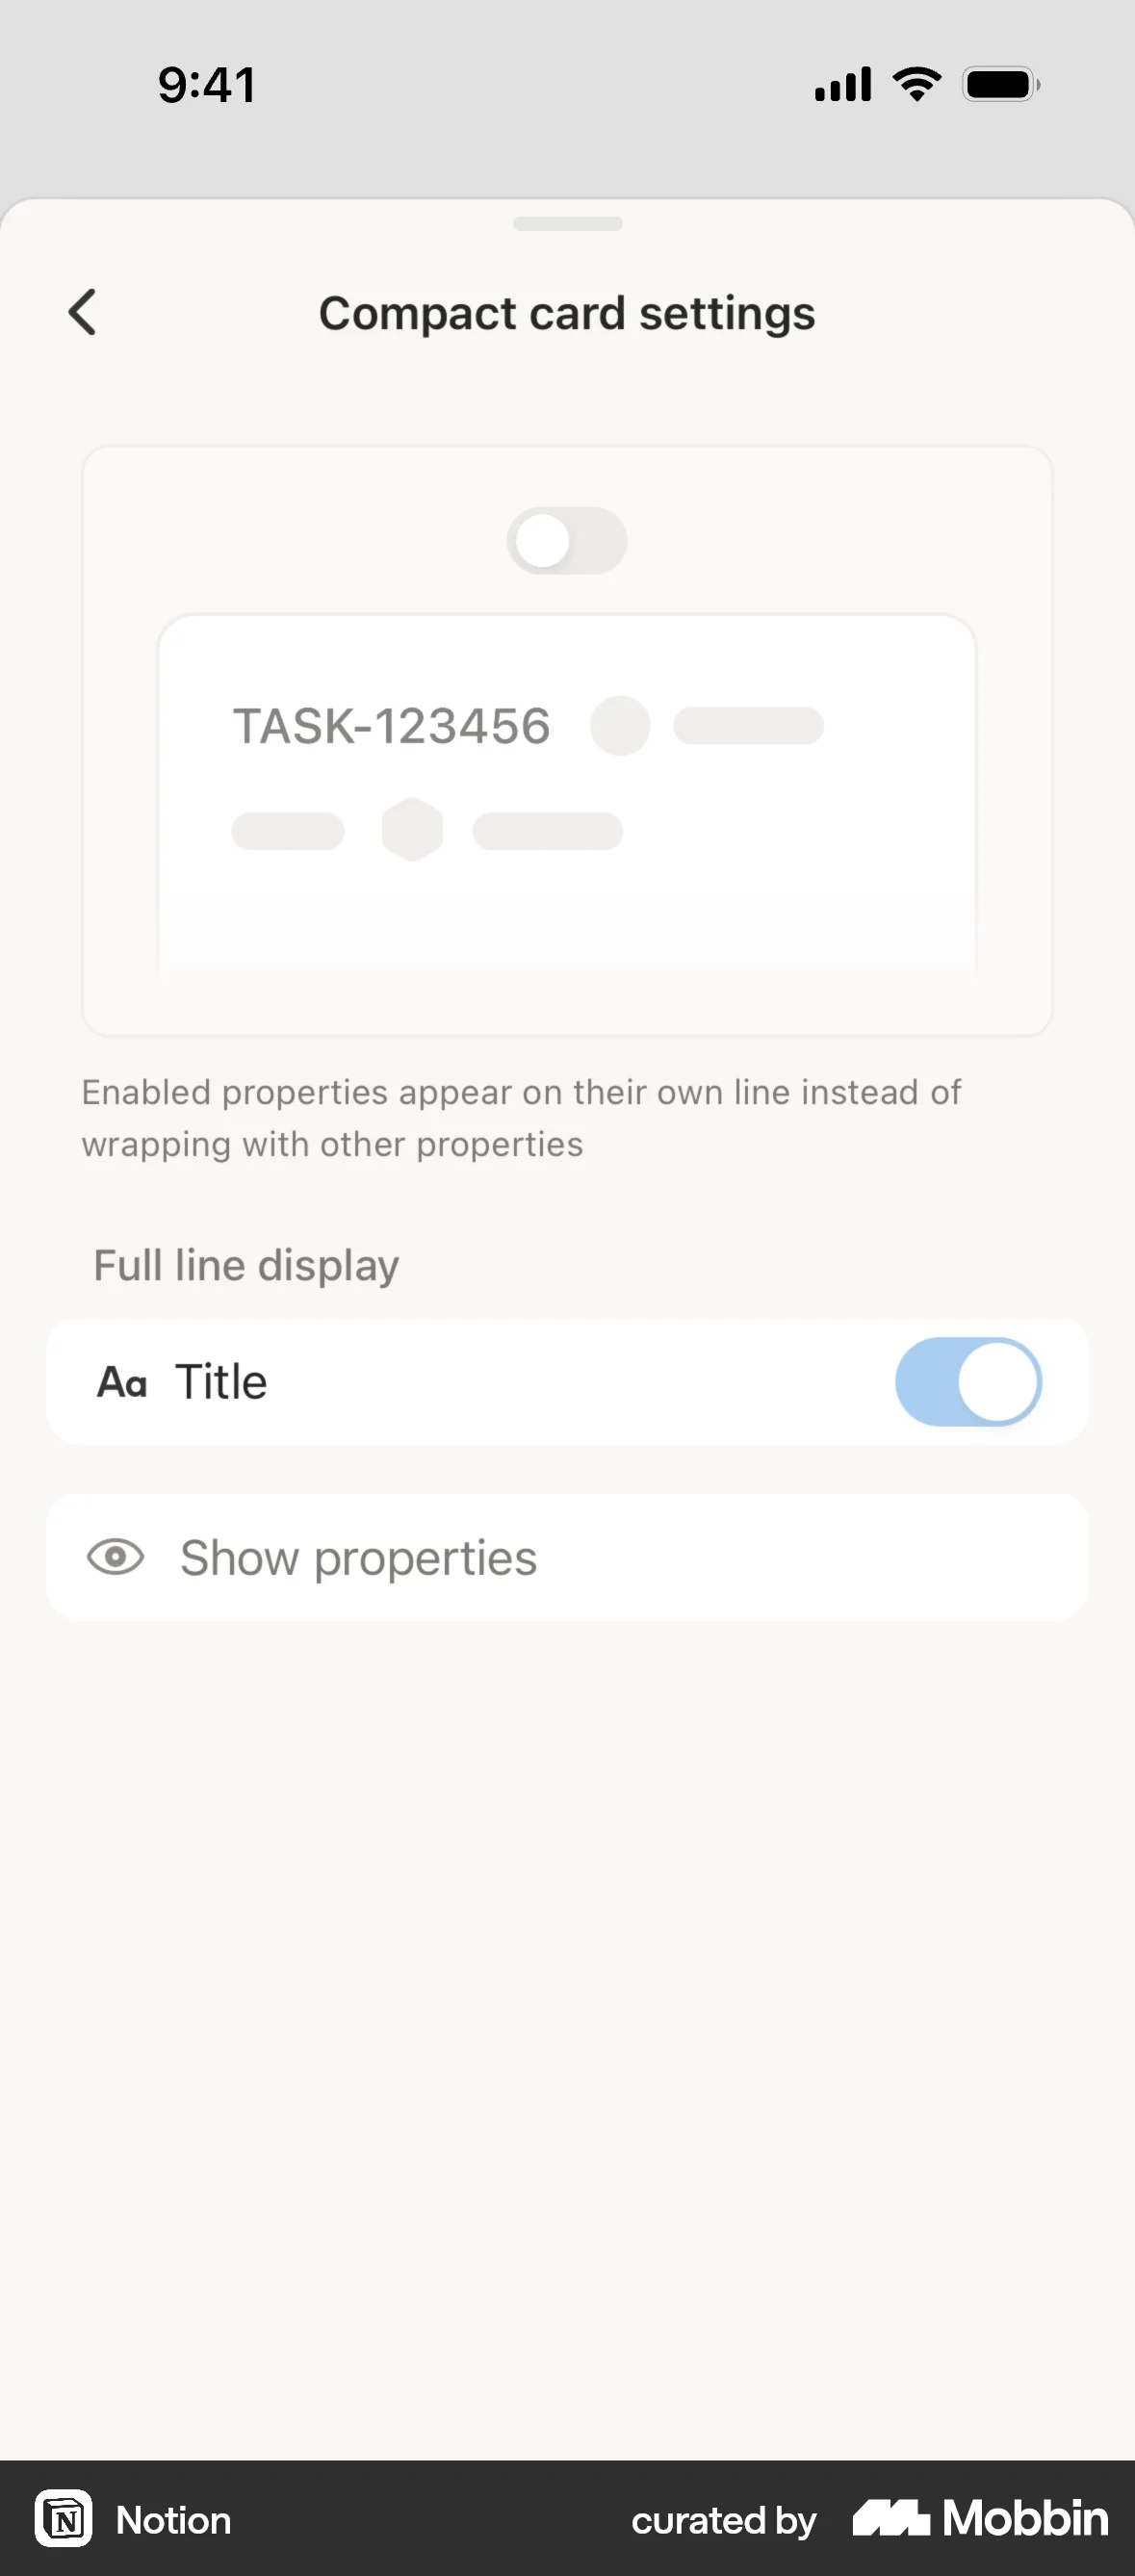 9:41
Compact card settings
TASK-123456
Enabled properties appear on their own line instead of
wrapping with other properties
Full line display
Aa Title
Show properties
N Notion
curated by Mobbin